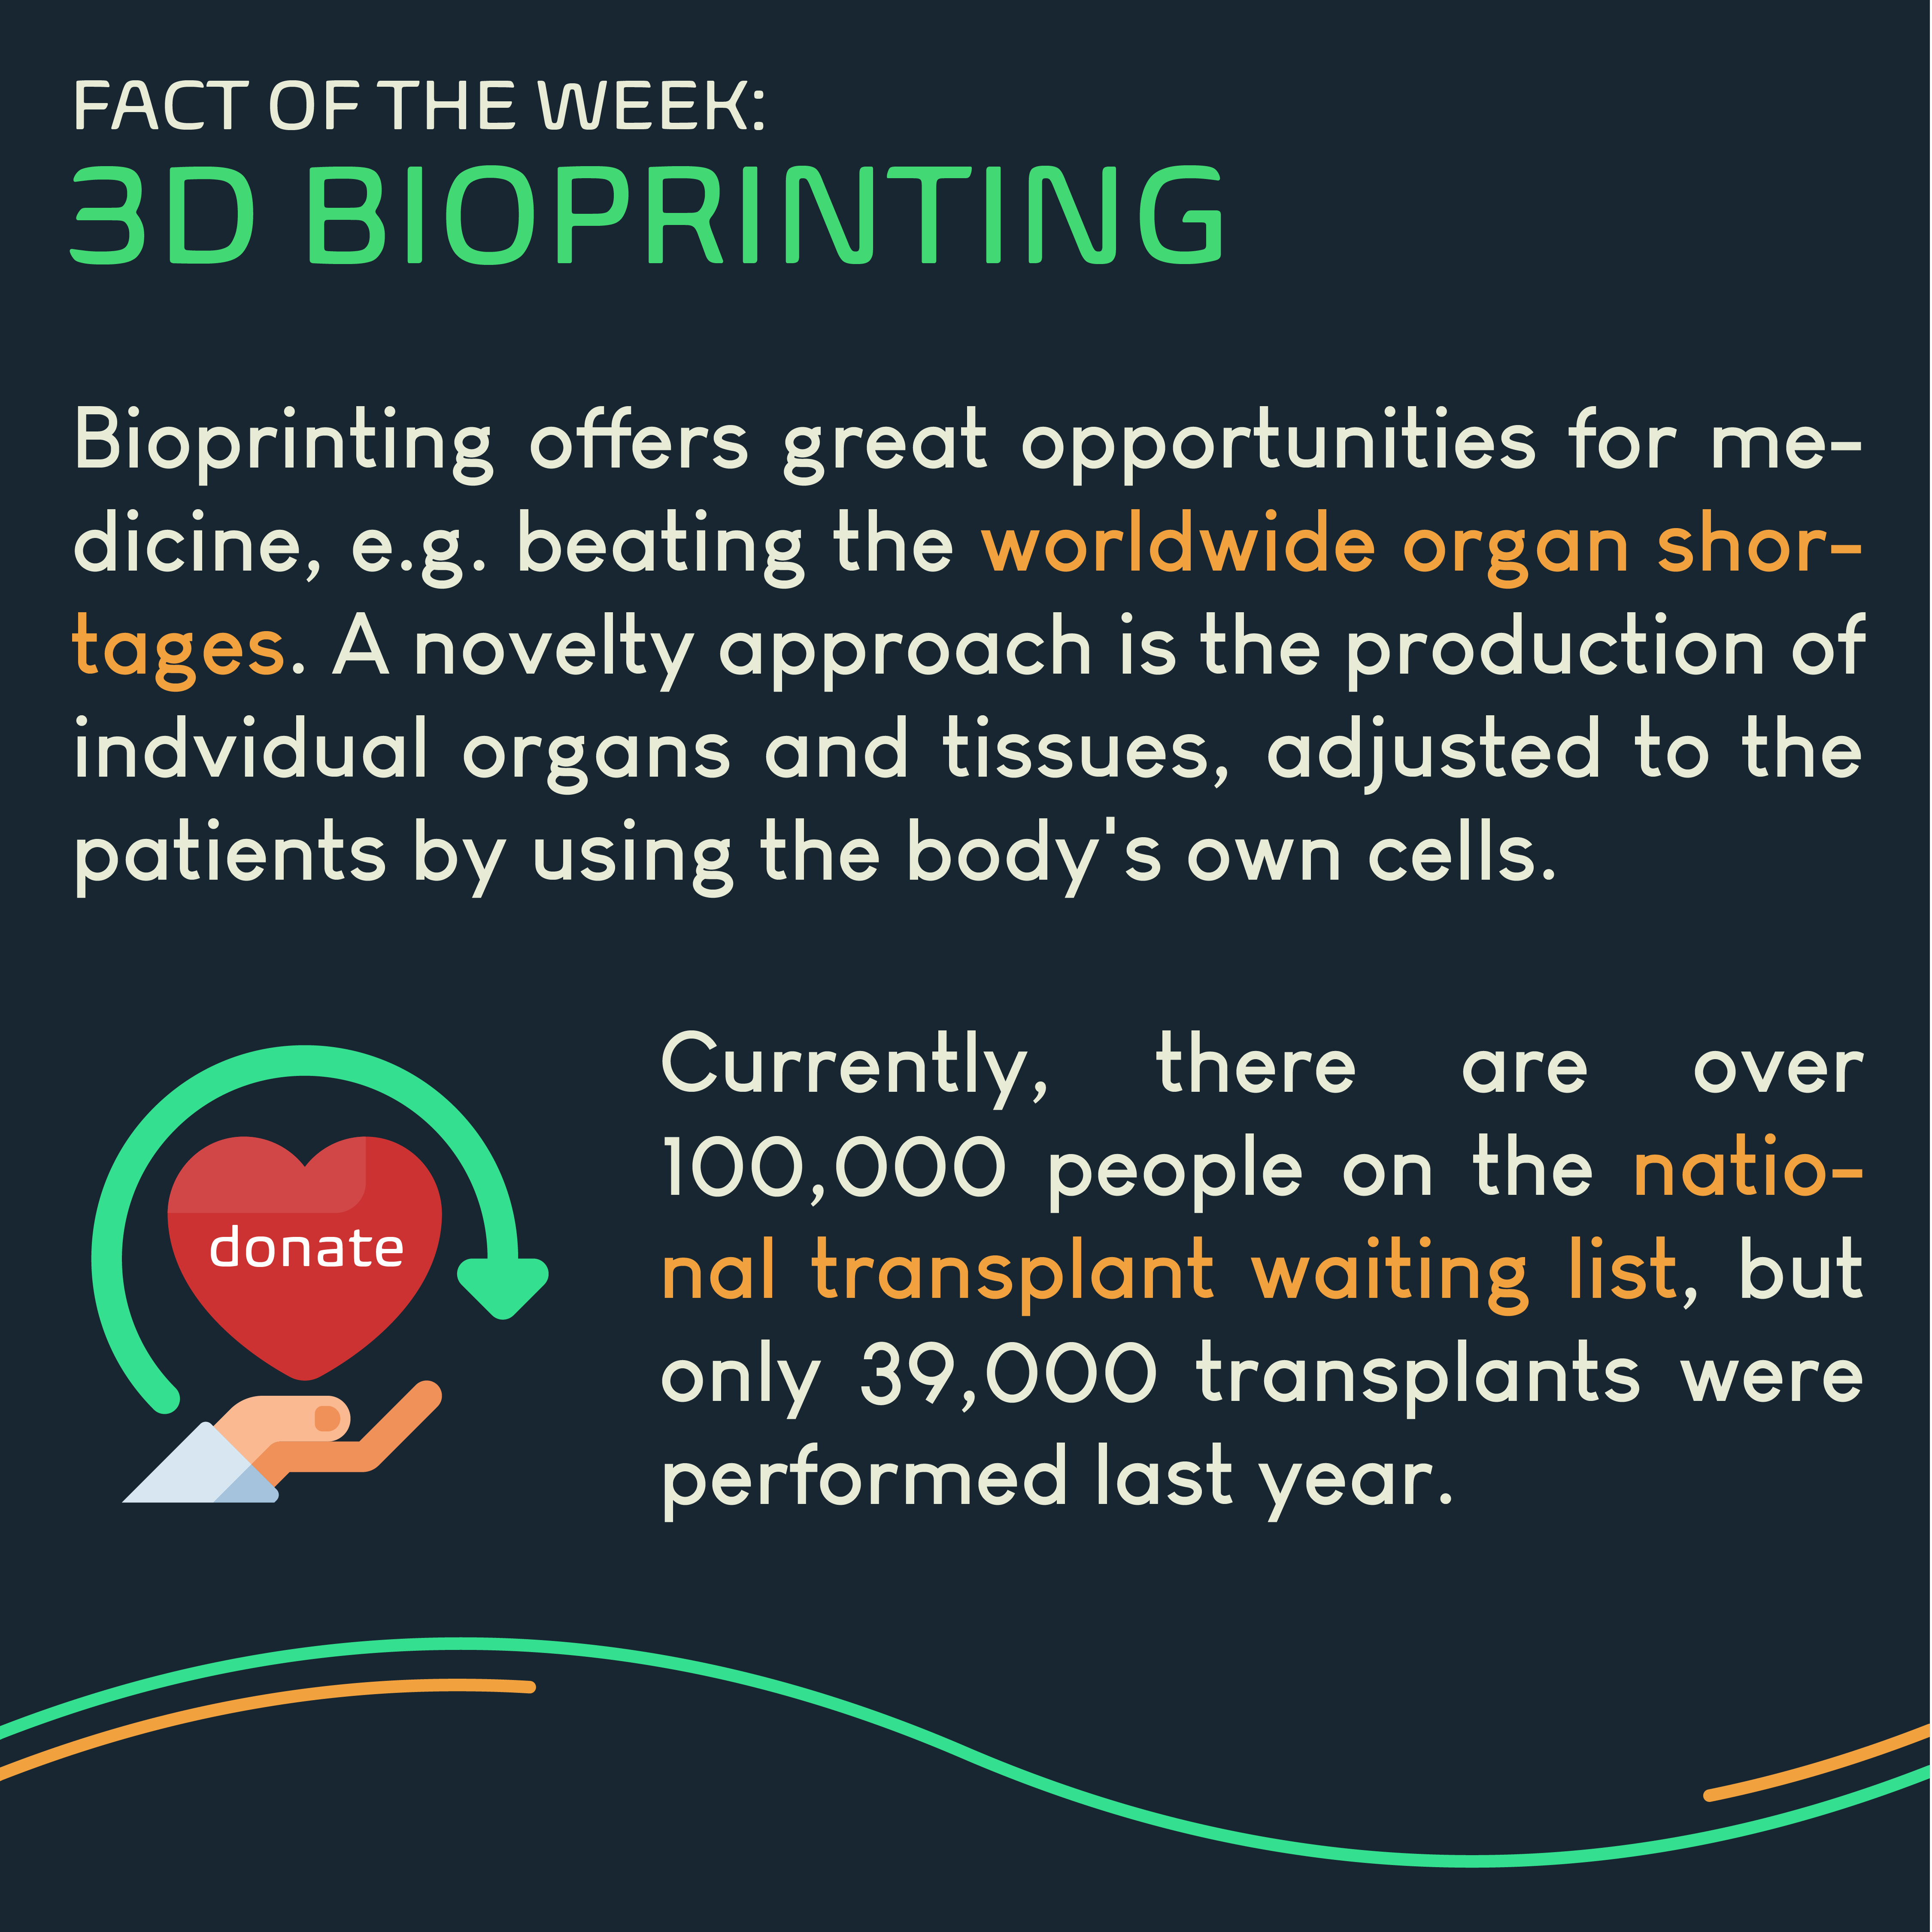 FACT OF THE WEEK:
3D BIOPRINTING
Bioprinting offers great opportunities for me-
dicine, e.g. beating the worldwide organ shor-
tages. A novelty approach is the production of
indvidual organs and tissues, adjusted to the
patients by using the body's own cells.
Currently, there are over
100,000 people on the natio-
nal transplant waiting list, but
only 39,000 transplants were
performed last year.
donate